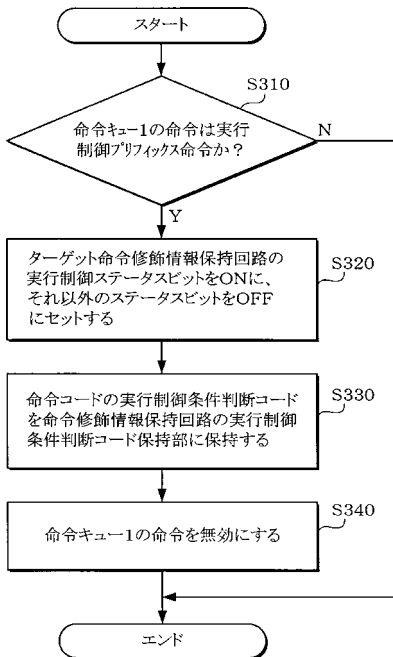 スタート
S310
命令キュー1の命令は実行
制御プリフィックス命令か？
N
Y
S320
ターゲット命令修飾情報保持回路の
実行制御ステータスビットをONに、
それ以外のステータスビットをOFF
にセットする
S330
命令コードの実行制御条件判断コード
を命令修飾情報保持回路の実行制御
条件判断コード保持部に保持する
S340
命令キュー1の命令を無効にする
エンド